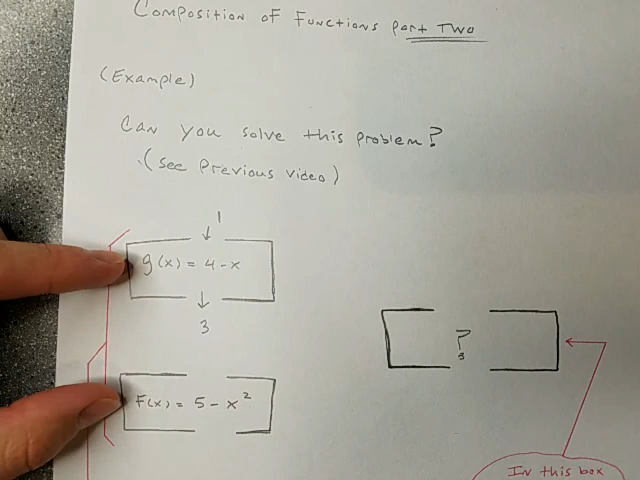 Composition of Functions part Two
(Example)
Can you solve this problem?
(see Previous video)
1
↓
g(x) = 4-x
↓
3
?
F(x) = 5 - x²
In this box